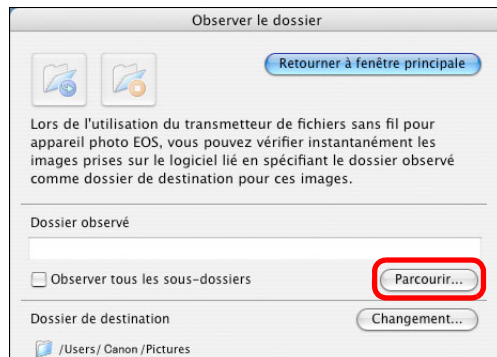 Observer le dossier
Retourner à fenêtre principale
Lors de l'utilisation du transmetteur de fichiers sans fil pour
appareil photo EOS, vous pouvez vérifier instantanément les
images prises sur le logiciel lié en spécifiant le dossier observé
comme dossier de destination pour ces images.
Dossier observé
Observer tous les sous-dossiers
Parcourir...
Dossier de destination
Changement...
/Users/ Canon /Pictures